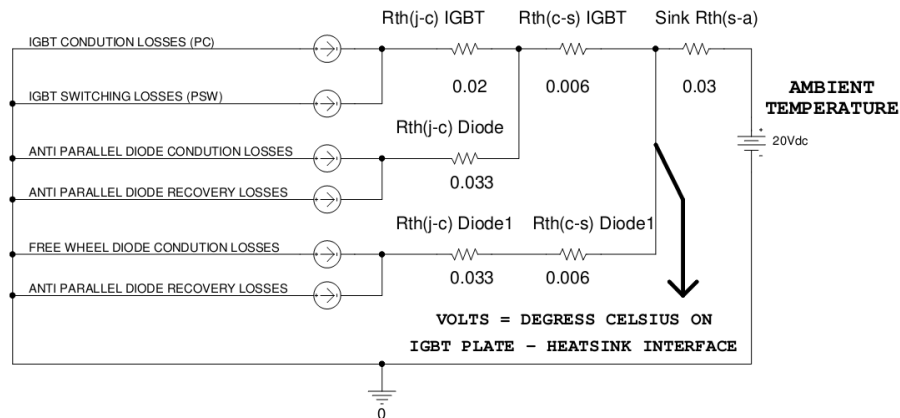 Rth(j-c) IGBT
Rth(c-s) IGBT
Sink Rth(s-a)
IGBT CONDUTION LOSSES (PC)
0.02
0.006
0.03
AMBIENT
TEMPERATURE
IGBT SWITCHING LOSSES (PSW)
Rth(j-c) Diode
20Vdc
ANTI PARALLEL DIODE CONDUTION LOSSES
0.033
ANTI PARALLEL DIODE RECOVERY LOSSES
Rth(j-c) Diode1
Rth(c-s) Diode1
FREE WHEEL DIODE CONDUTION LOSSES
0.033
0.006
ANTI PARALLEL DIODE RECOVERY LOSSES
VOLTS = DEGRESS CELSIUS ON
IGBT PLATE - HEATSINK INTERFACE
0